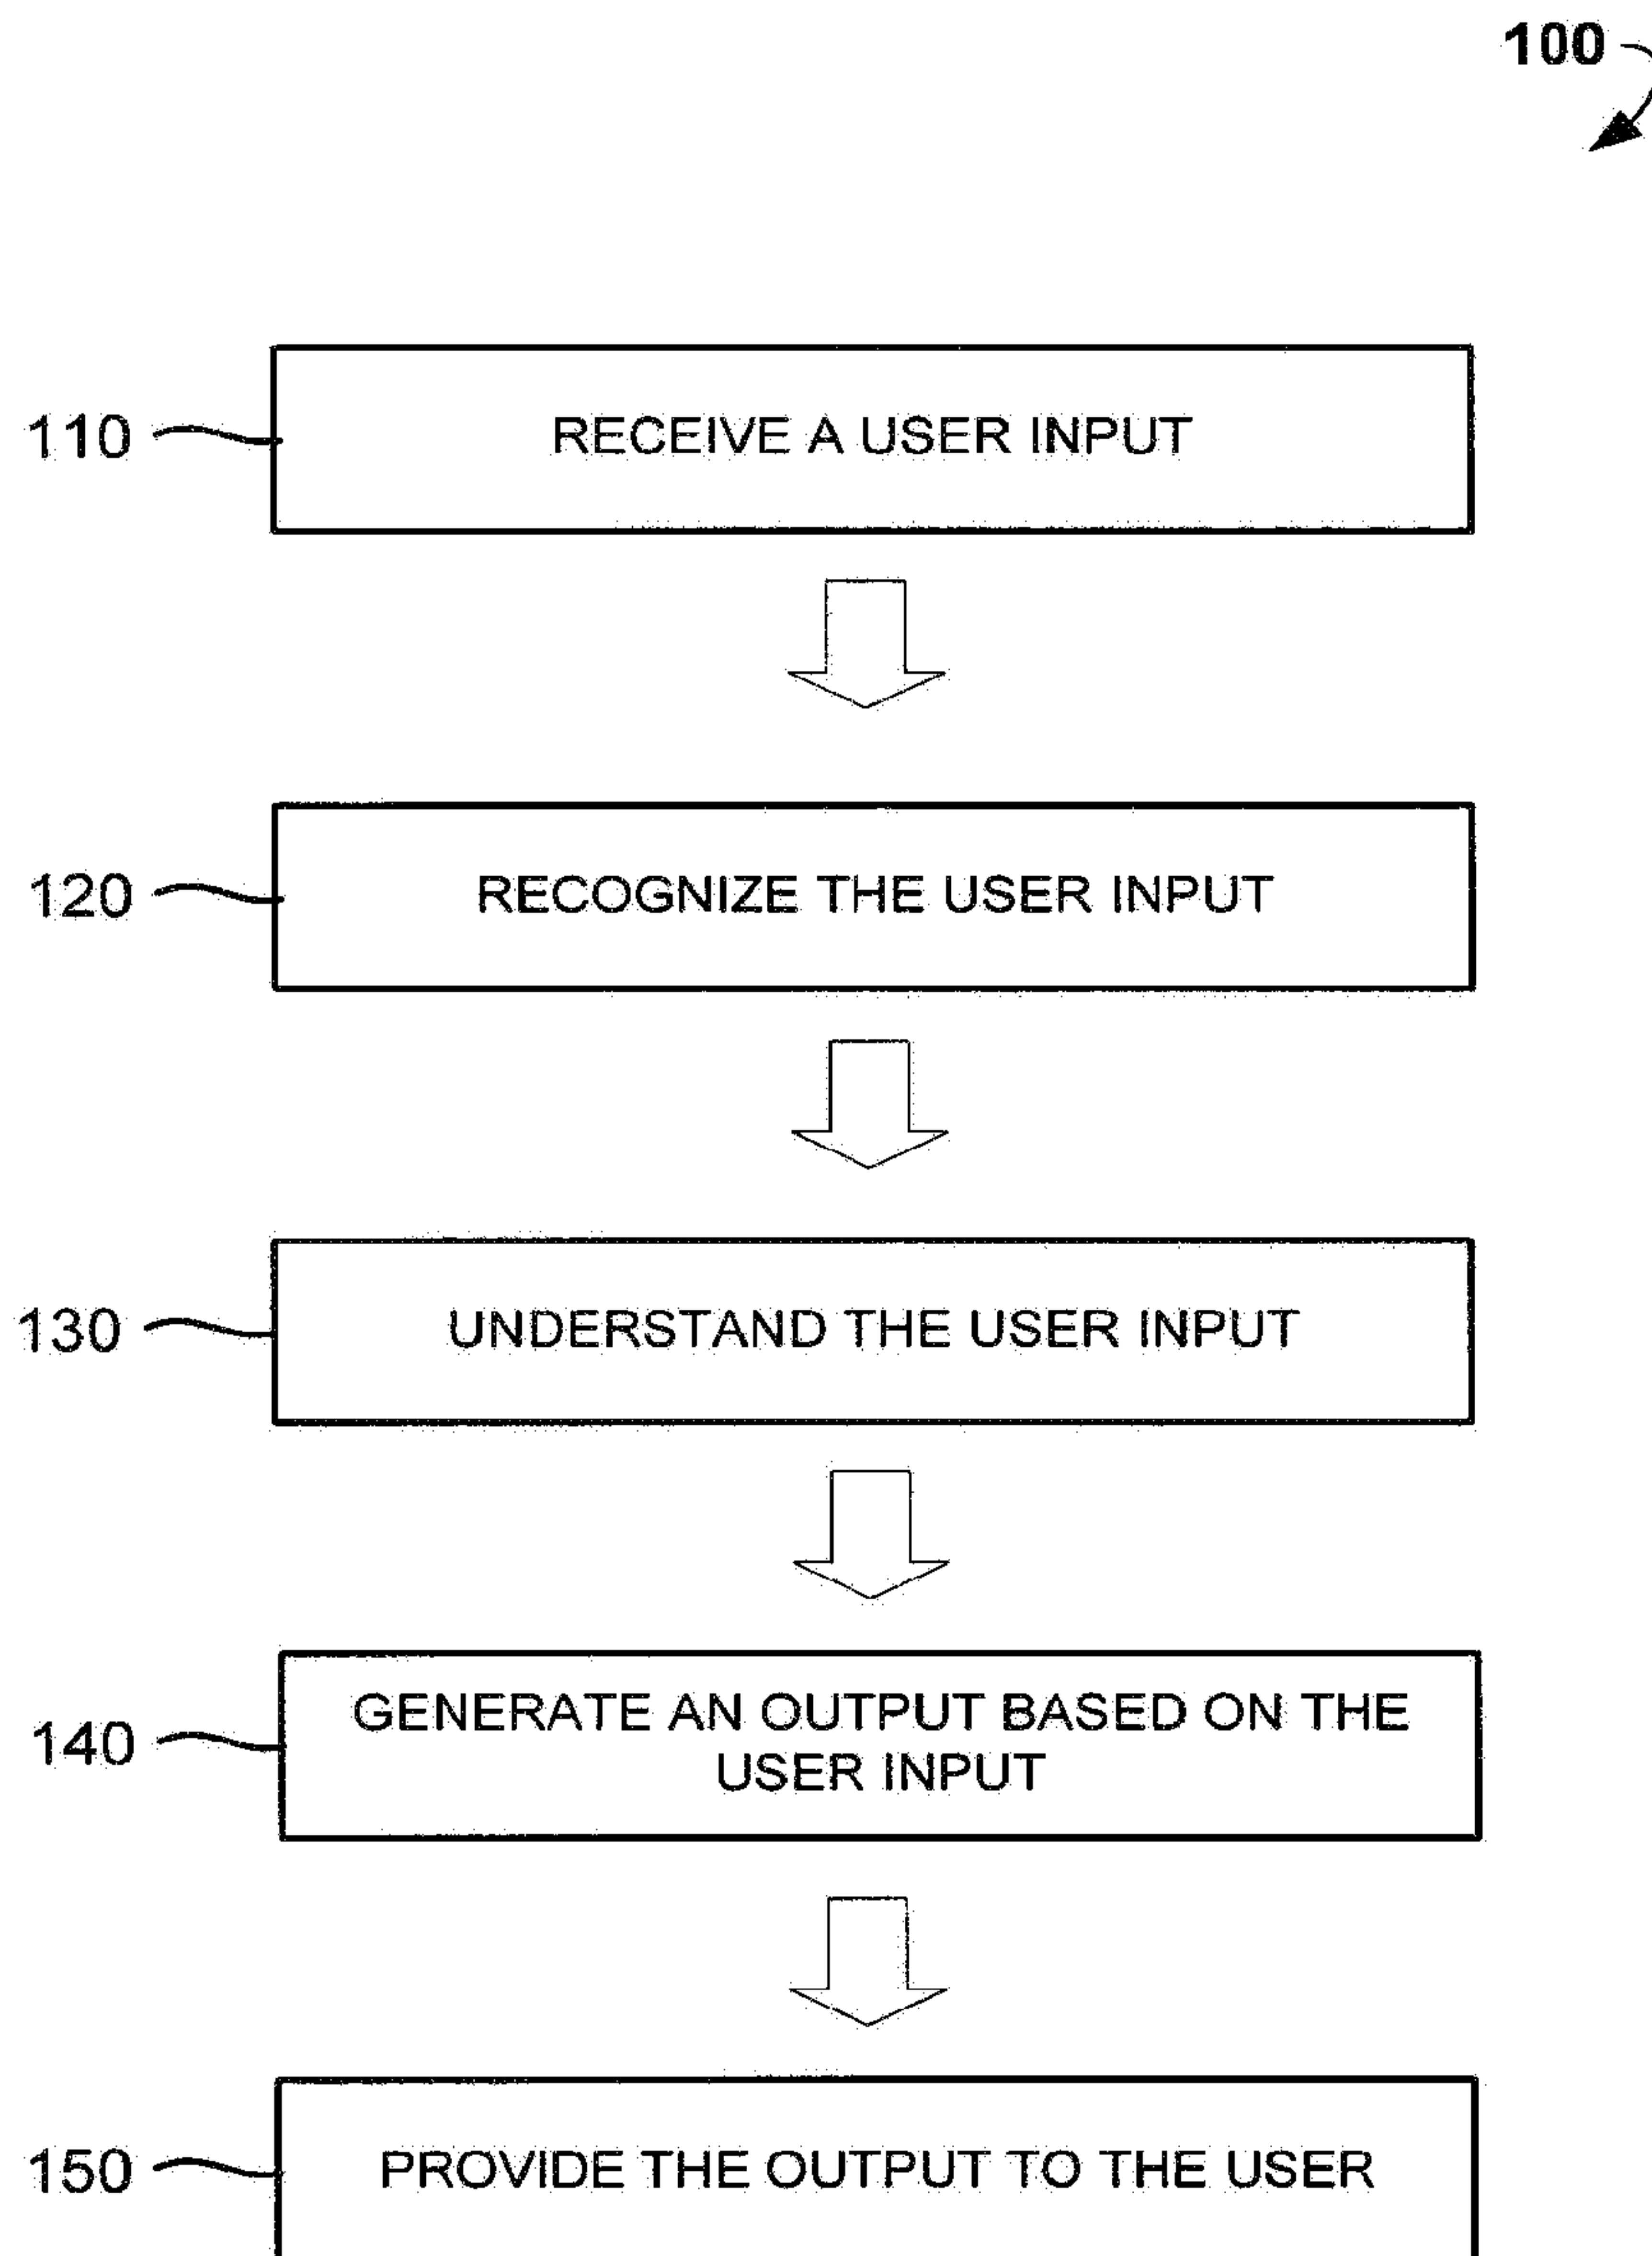 100
110
RECEIVE A USER INPUT
120
RECOGNIZE THE USER INPUT
130
UNDERSTAND THE USER INPUT
140
GENERATE AN OUTPUT BASED ON THE
USER INPUT
150
PROVIDE THE OUTPUT TO THE USER